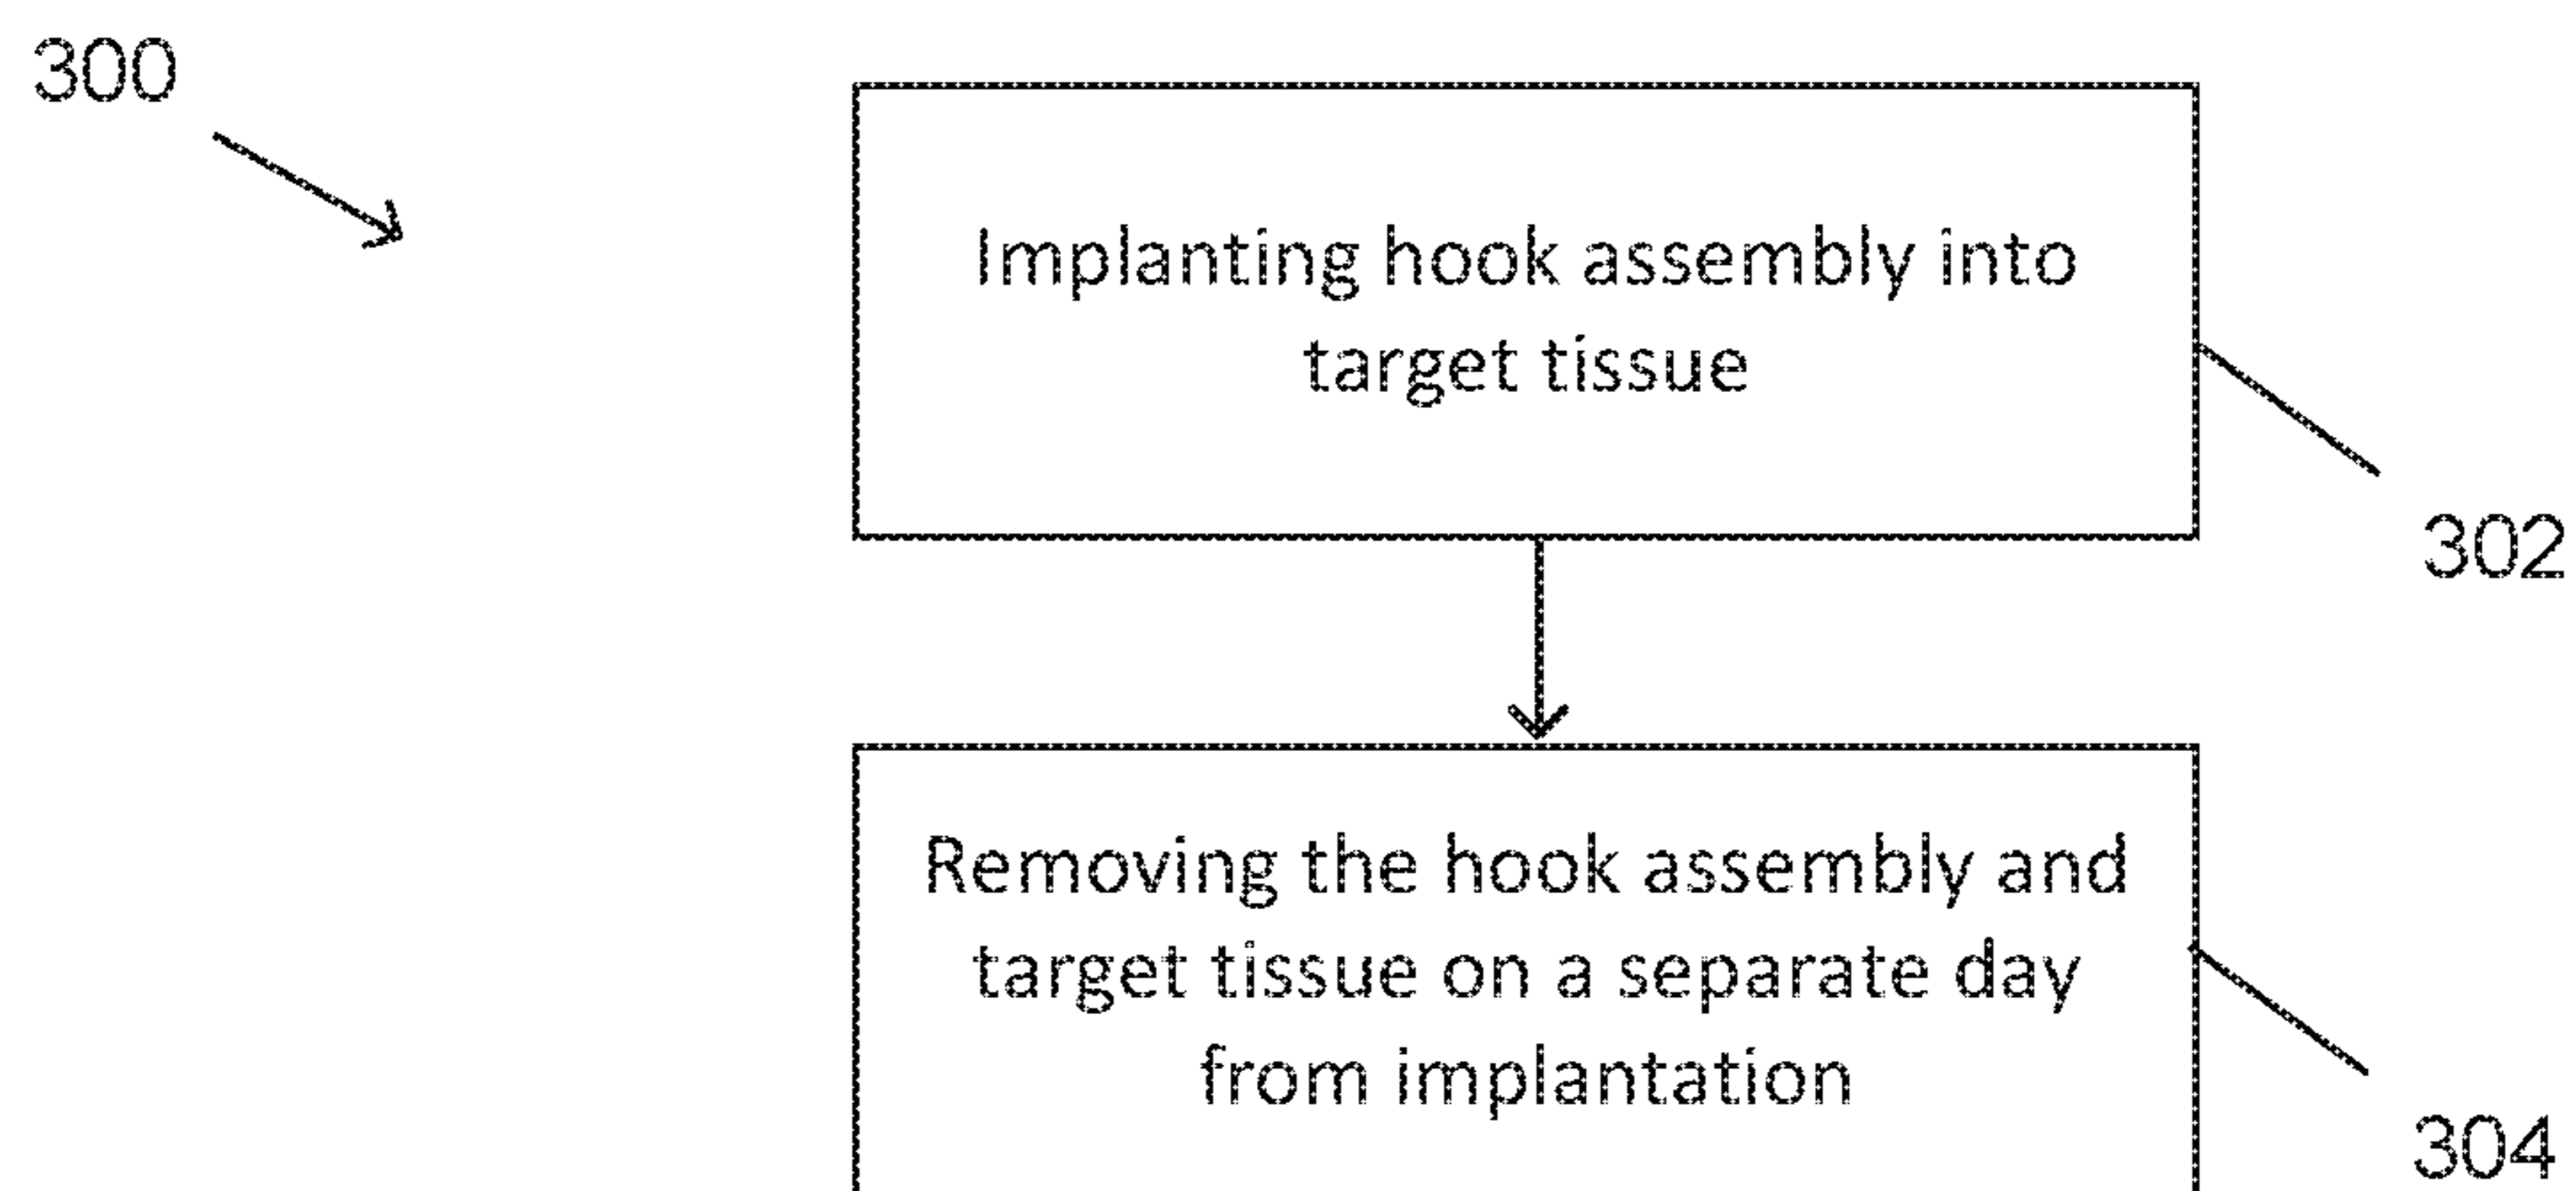 300
Implanting hook assembly into
target tissue
302
Removing the hook assembly and
target tissue on a separate day
from implantation
304